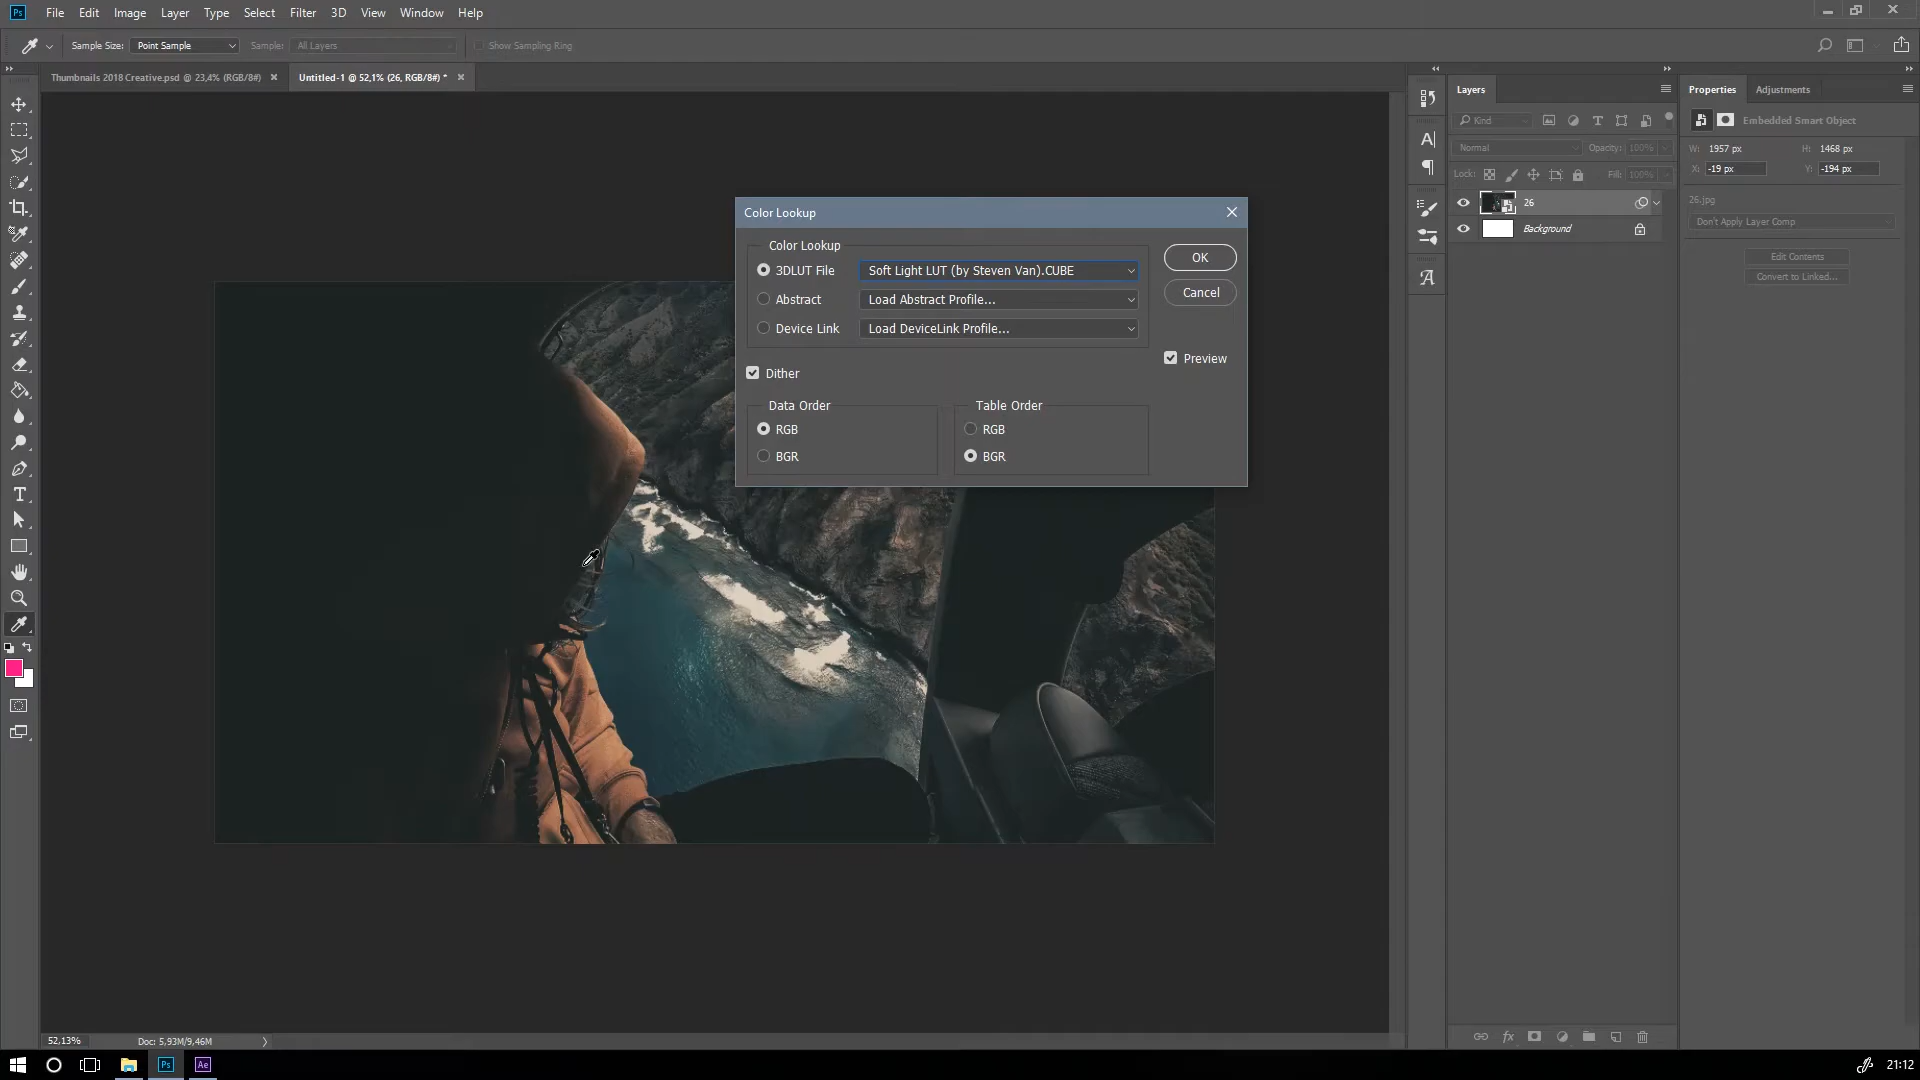 Ps File Edit Image Layer Type Select Filter 3D View Window Help
Sample Size: Point Sample Sample: All Layers Show Sampling Ring
Thumbnails 2018 Creative.psd @ 23,4% (RGB/8#) × Untitled-1 @ 52,1% (26, RGB/8#) * ×
Layers
Kind
Normal Opacity: 100%
Lock: Fill: 100%
26
Background
Properties Adjustments
Embedded Smart Object
W: 1957 px H: 1468 px
X: -19 px Y: -194 px
26.jpg
Don't Apply Layer Comp
Edit Contents
Convert to Linked...
Color Lookup
Color Lookup
3DLUT File Soft Light LUT (by Steven Van).CUBE
Abstract Load Abstract Profile...
Device Link Load DeviceLink Profile...
OK
Cancel
Preview
Dither
Data Order
RGB
BGR
Table Order
RGB
BGR
52,13% Doc: 5,93M/9,46M
Ps Ae 21:12